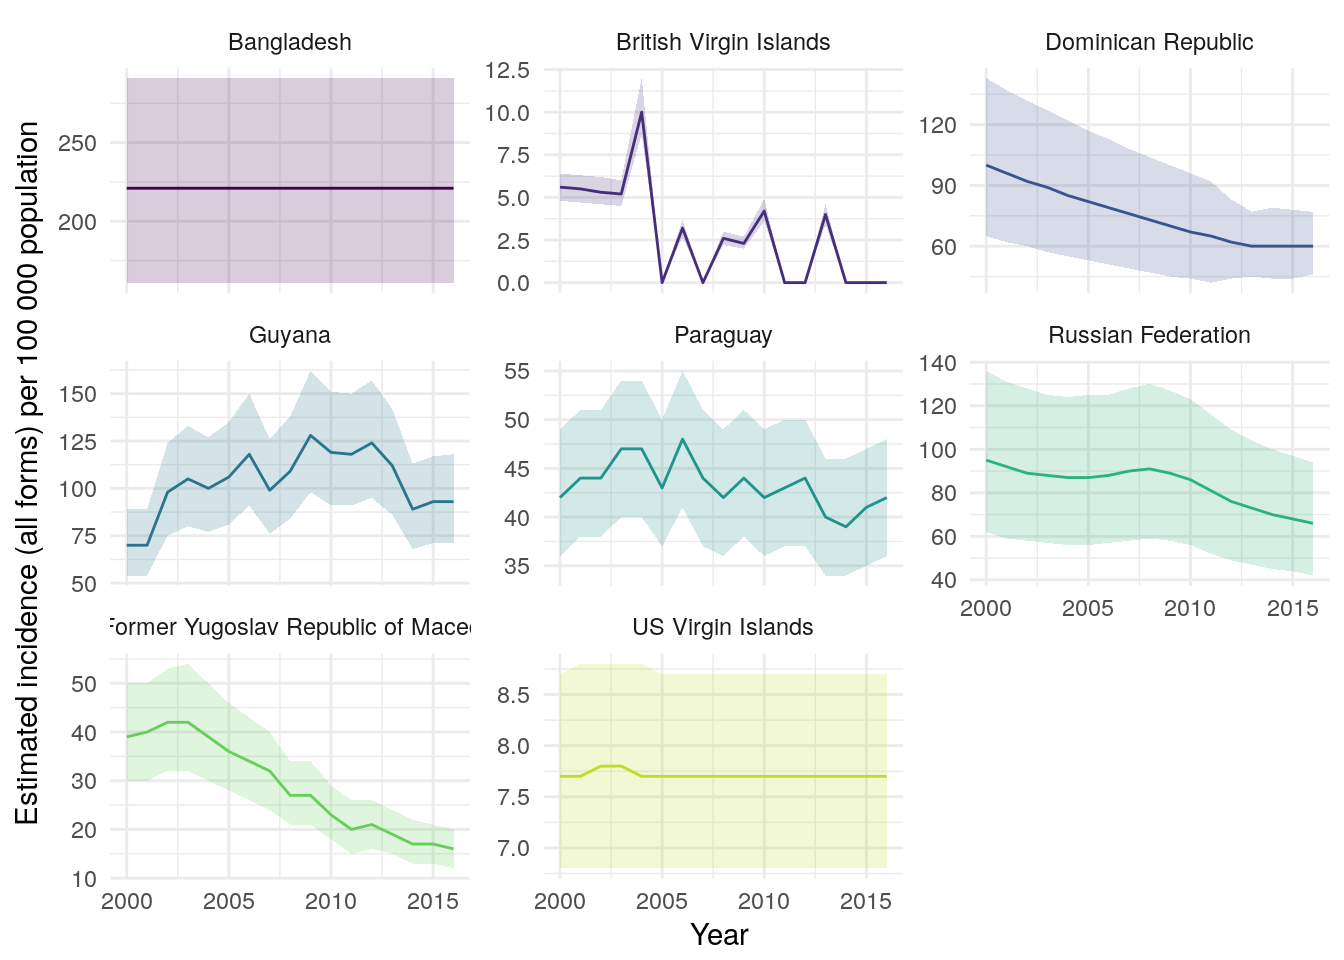 Bangladesh
British Virgin Islands
Dominican Republic
250
200
12.5
10.0
7.5
5.0
2.5
0.0
120
90
60
Guyana
Paraguay
Russian Federation
150
125
100
75
50
55
50
45
40
35
140
120
100
80
60
40
2000 2005 2010 2015
Former Yugoslav Republic of Mace
US Virgin Islands
50
40
30
20
10
8.5
8.0
7.5
7.0
2000 2005 2010 2015
2000 2005 2010 2015
Year
Estimated incidence (all forms) per 100 000 population